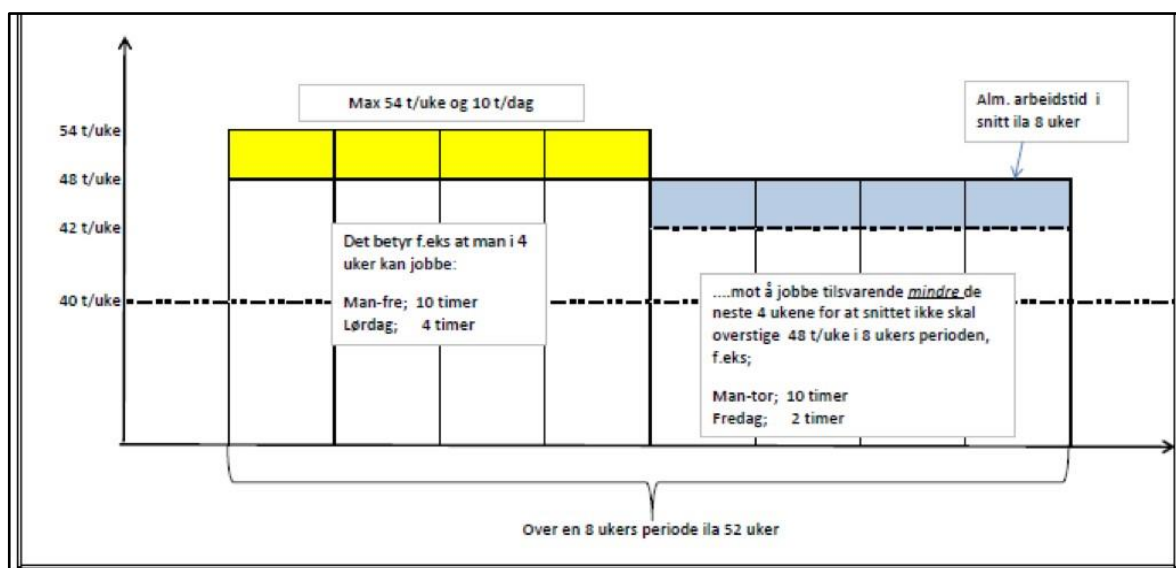 Max 54 t/uke og 10 t/dag
Alm. arbeidstid i
snitt ila 8 uker
54 t/uke
48 t/uke
42 t/uke
40 t/uke
Det betyr f.eks at man i 4
uker kan jobbe:
Man-fre; 10 timer
Lørdag; 4 timer
....mot å jobbe tilsvarende mindre de
neste 4 ukene for at snittet ikke skal
overstige 48 t/uke i 8 ukers perioden,
f.eks;
Man-tor; 10 timer
Fredag; 2 timer
Over en 8 ukers periode ila 52 uker